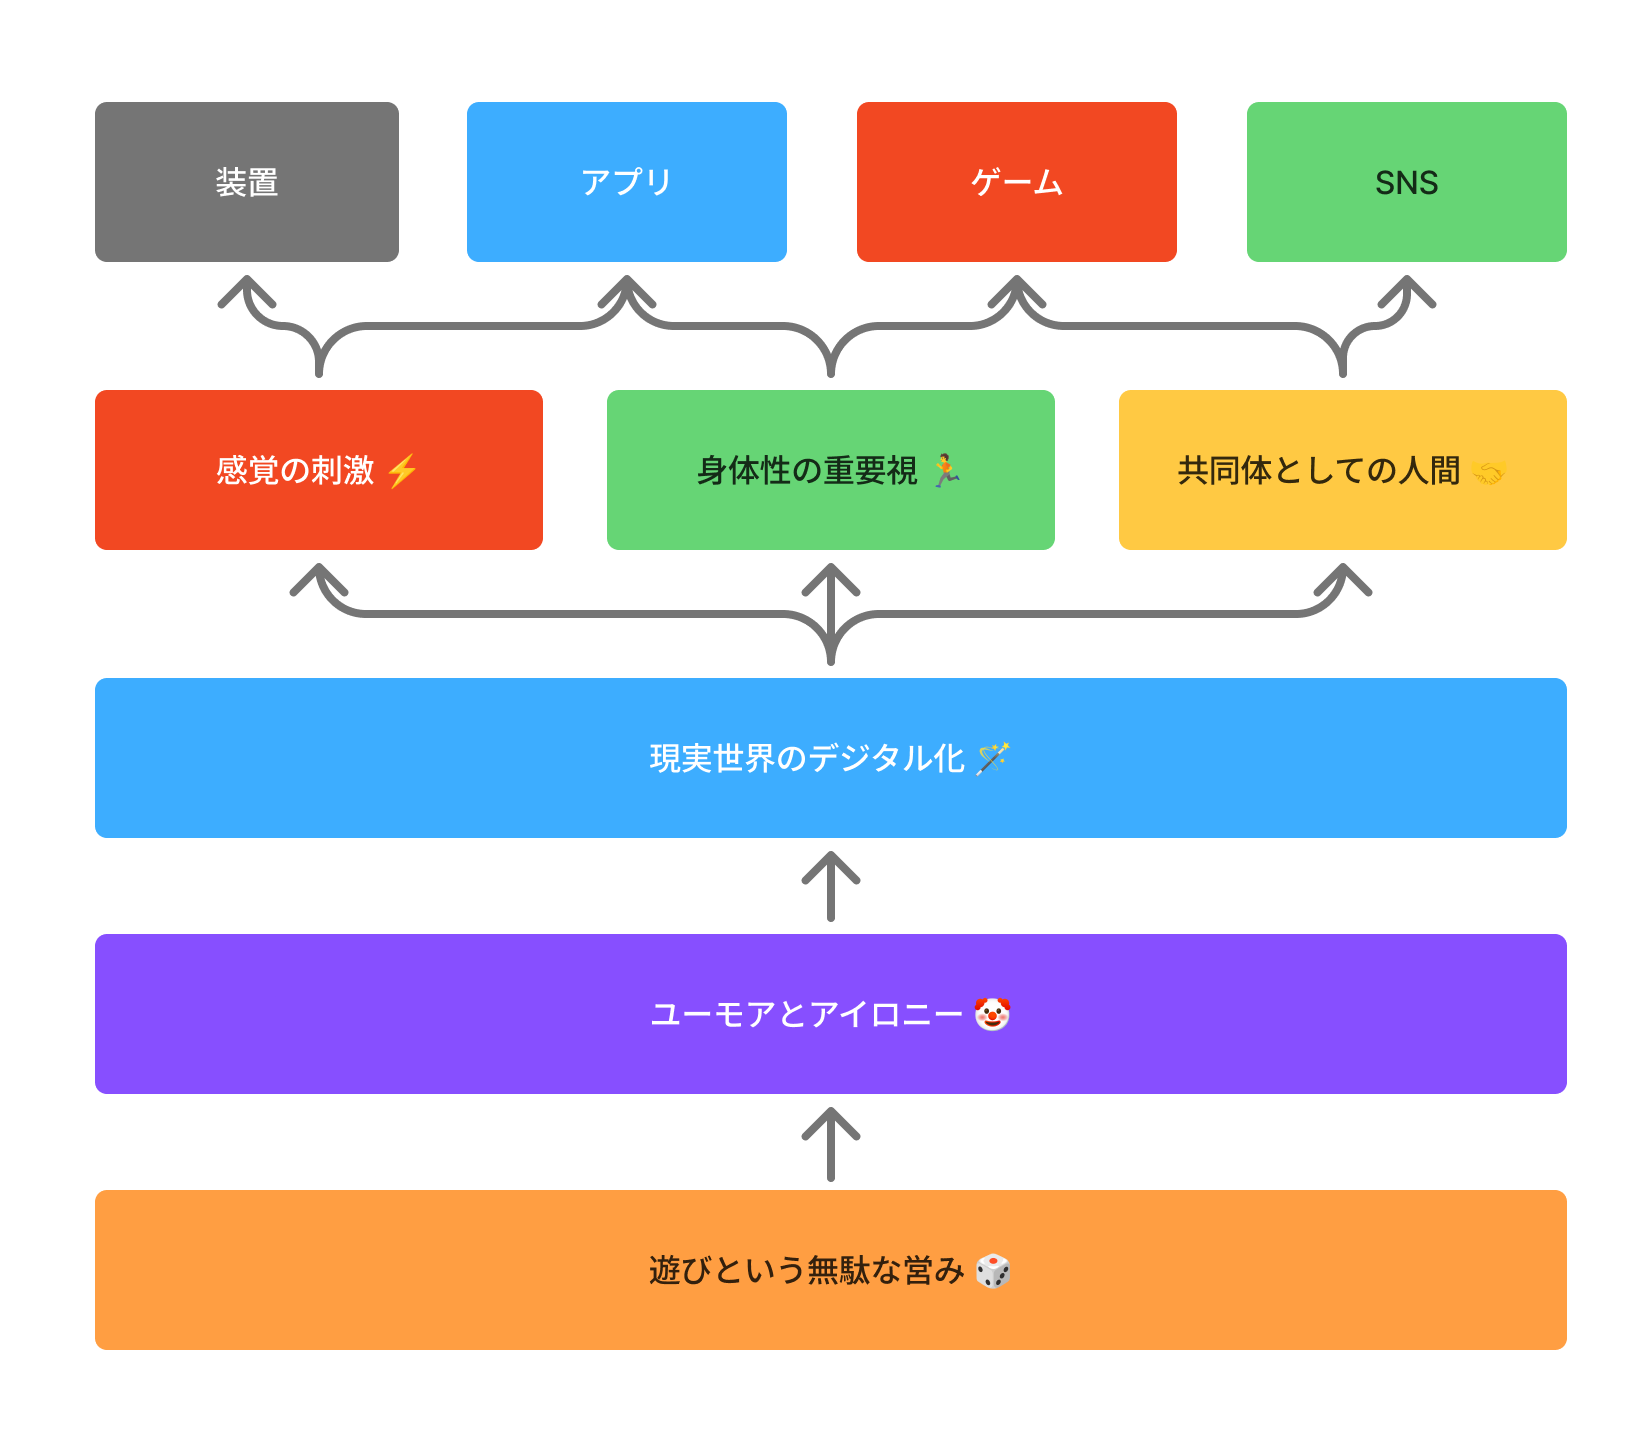 装置
アプリ
ゲーム
SNS
感覚の刺激 ⚡
身体性の重要視 🏃
共同体としての人間 🤝
現実世界のデジタル化 🪄
ユーモアとアイロニー 🤡
遊びという無駄な営み 🎲